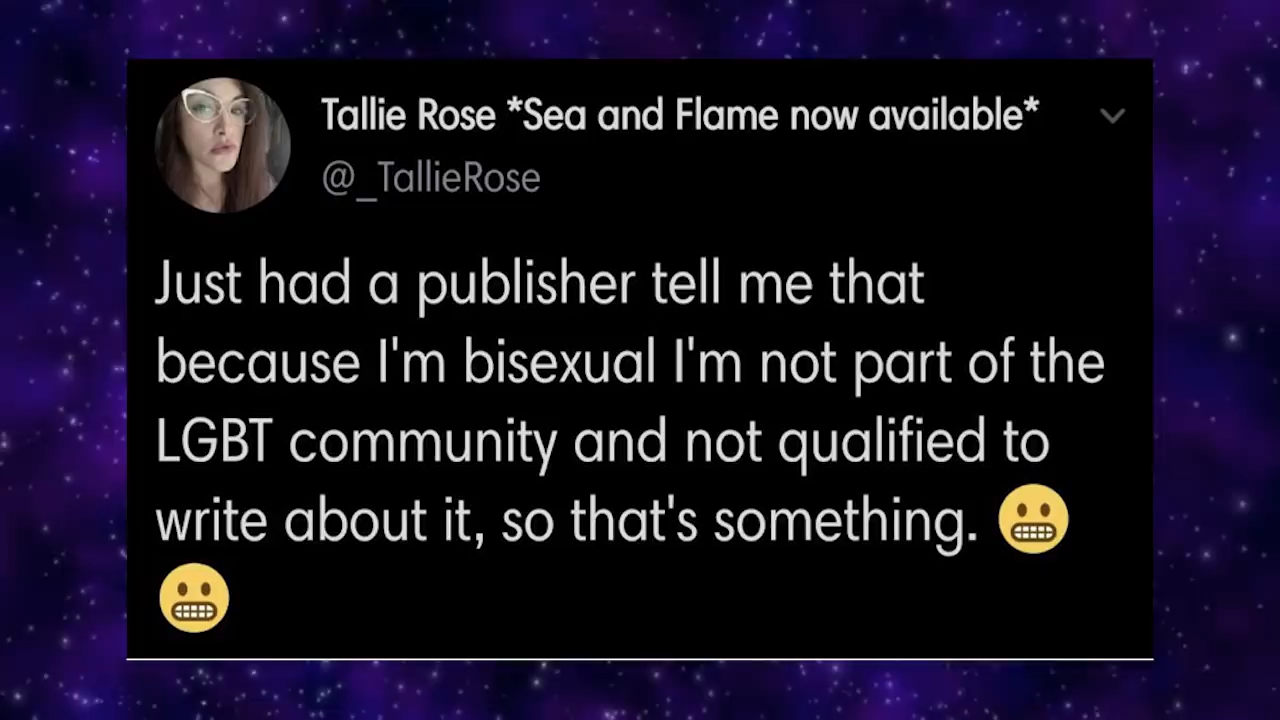 Tallie Rose *Sea and Flame now available*
@_TallieRose
Just had a publisher tell me that
because I'm bisexual I'm not part of the
LGBT community and not qualified to
write about it, so that's something. 😬
😬